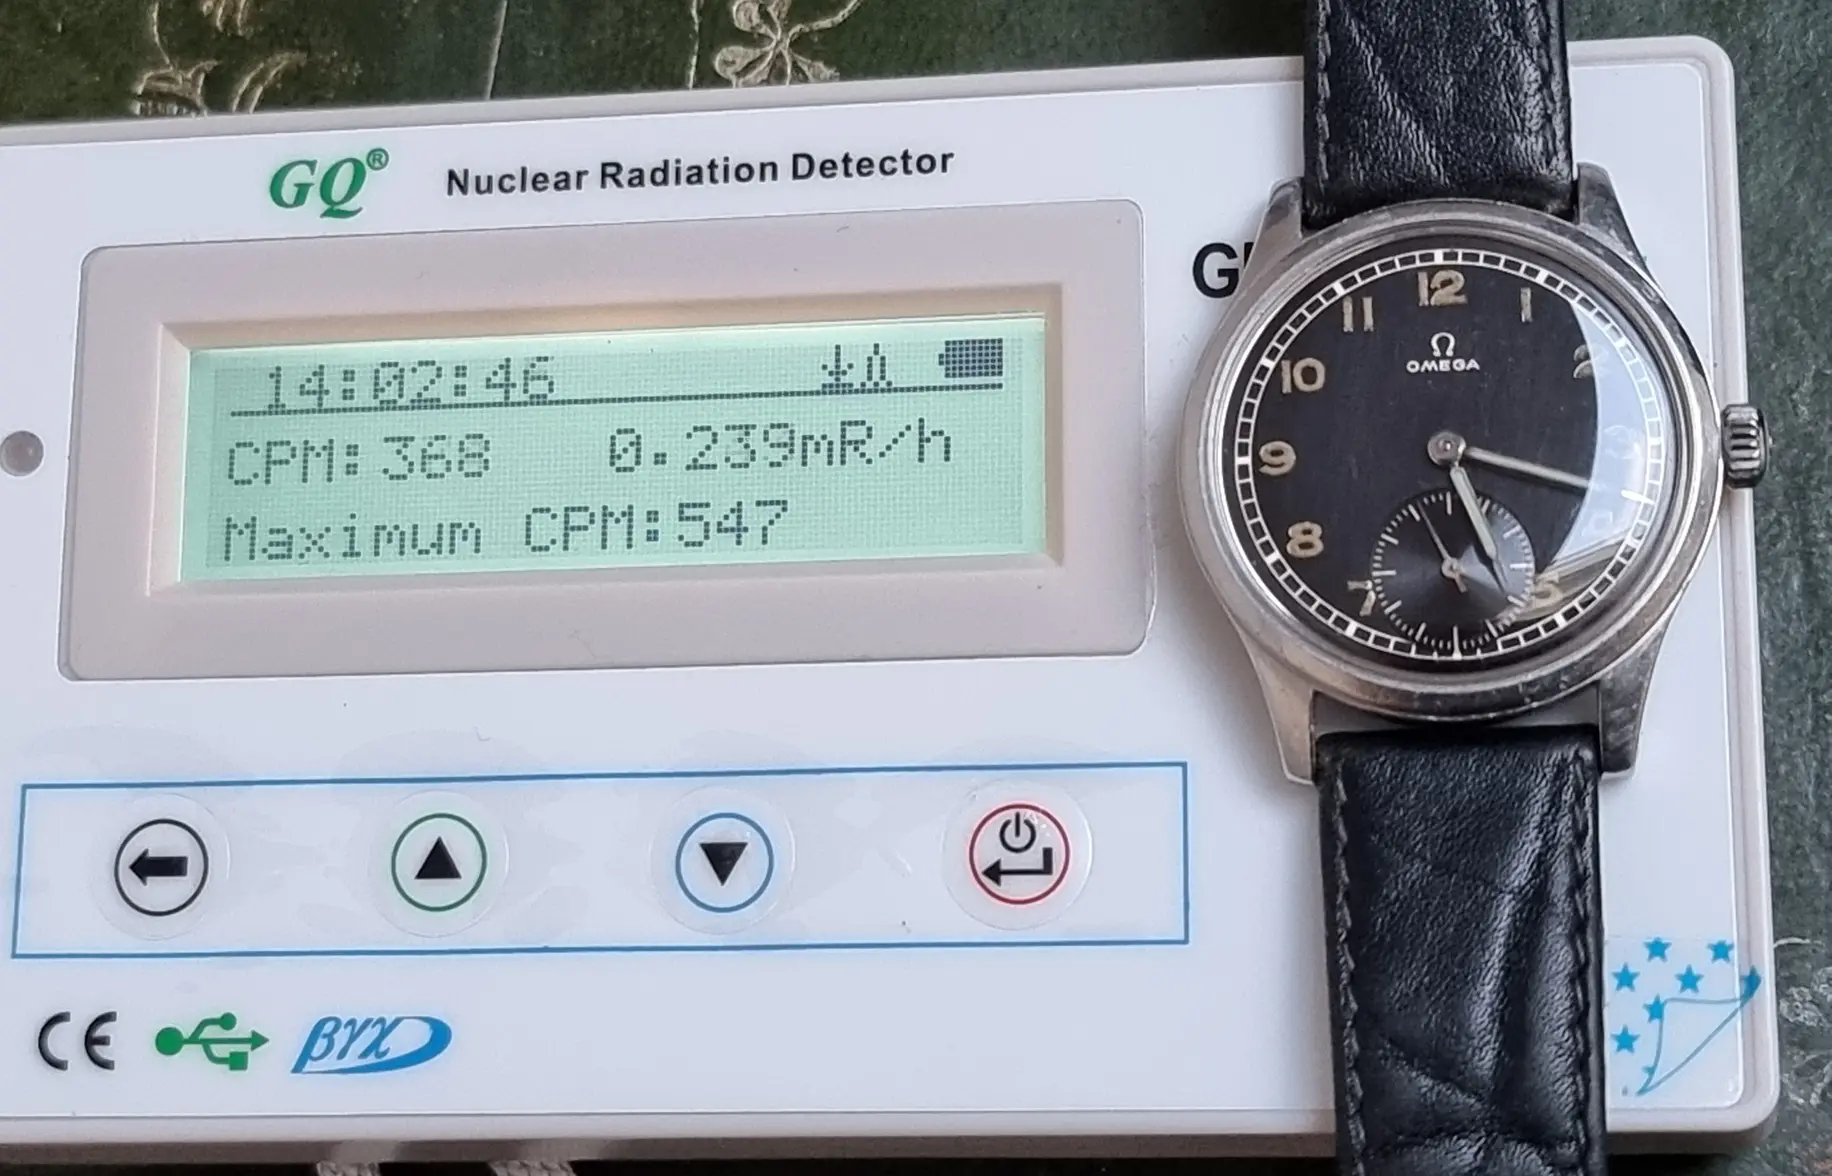 GQ® Nuclear Radiation Detector
G
14:02:46
CPM:368 0.239mR/h
Maximum CPM:547
CE
βγχ
12
1
2
5
7
8
9
10
11
Ω
OMEGA